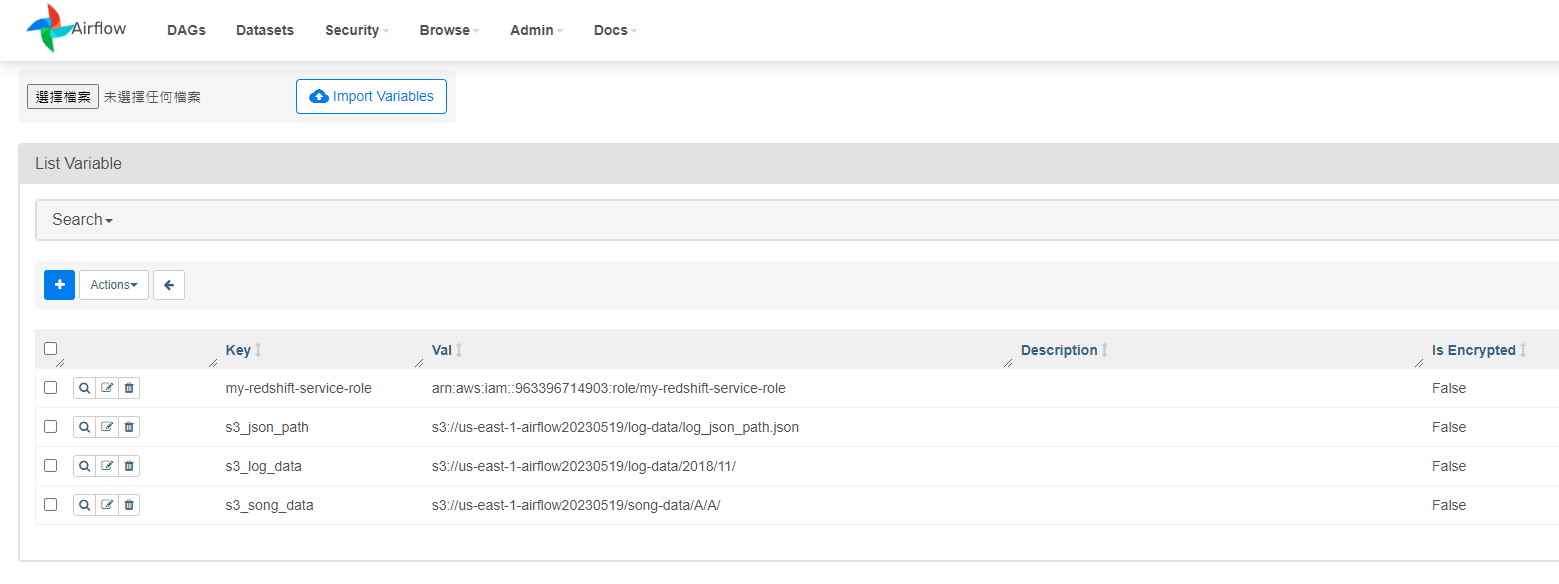 Airflow DAGs Datasets Security Browse Admin Docs
選擇檔案 未選擇任何檔案 Import Variables
List Variable
Search
Actions
Key Val Description Is Encrypted
my-redshift-service-role arn:aws:iam::963396714903:role/my-redshift-service-role False
s3_json_path s3://us-east-1-airflow20230519/log-data/log_json_path.json False
s3_log_data s3://us-east-1-airflow20230519/log-data/2018/11/ False
s3_song_data s3://us-east-1-airflow20230519/song-data/A/A/ False